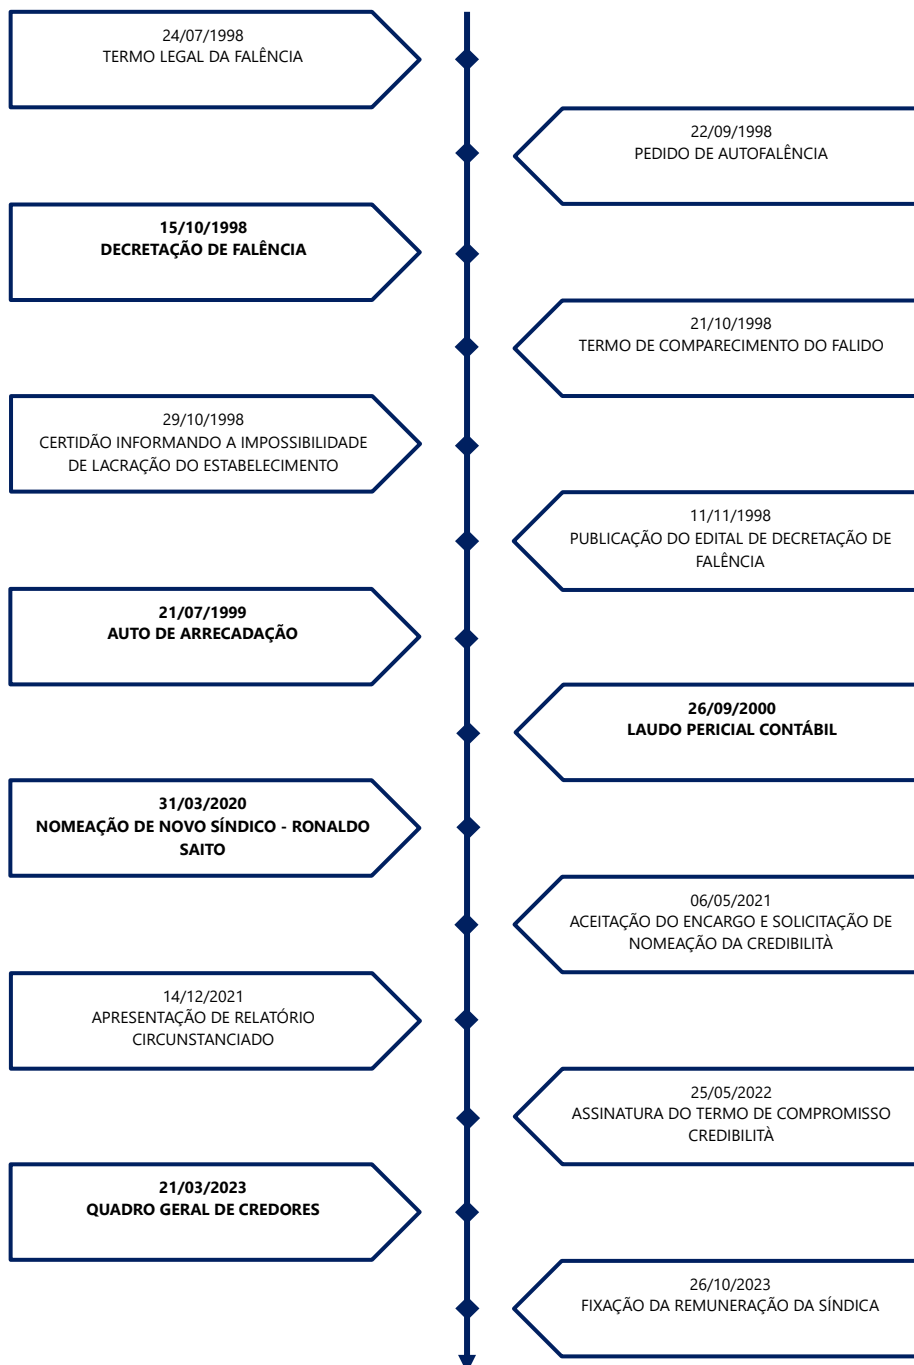 24/07/1998
TERMO LEGAL DA FALÊNCIA
22/09/1998
PEDIDO DE AUTOFALÊNCIA
15/10/1998
DECRETAÇÃO DE FALÊNCIA
21/10/1998
TERMO DE COMPARECIMENTO DO FALIDO
29/10/1998
CERTIDÃO INFORMANDO A IMPOSSIBILIDADE
DE LACRAÇÃO DO ESTABELECIMENTO
11/11/1998
PUBLICAÇÃO DO EDITAL DE DECRETAÇÃO DE
FALÊNCIA
21/07/1999
AUTO DE ARRECADAÇÃO
26/09/2000
LAUDO PERICIAL CONTÁBIL
31/03/2020
NOMEAÇÃO DE NOVO SÍNDICO - RONALDO
SAITO
06/05/2021
ACEITAÇÃO DO ENCARGO E SOLICITAÇÃO DE
NOMEAÇÃO DA CREDIBILITÀ
14/12/2021
APRESENTAÇÃO DE RELATÓRIO
CIRCUNSTANCIADO
25/05/2022
ASSINATURA DO TERMO DE COMPROMISSO
CREDIBILITÀ
21/03/2023
QUADRO GERAL DE CREDORES
26/10/2023
FIXAÇÃO DA REMUNERAÇÃO DA SÍNDICA